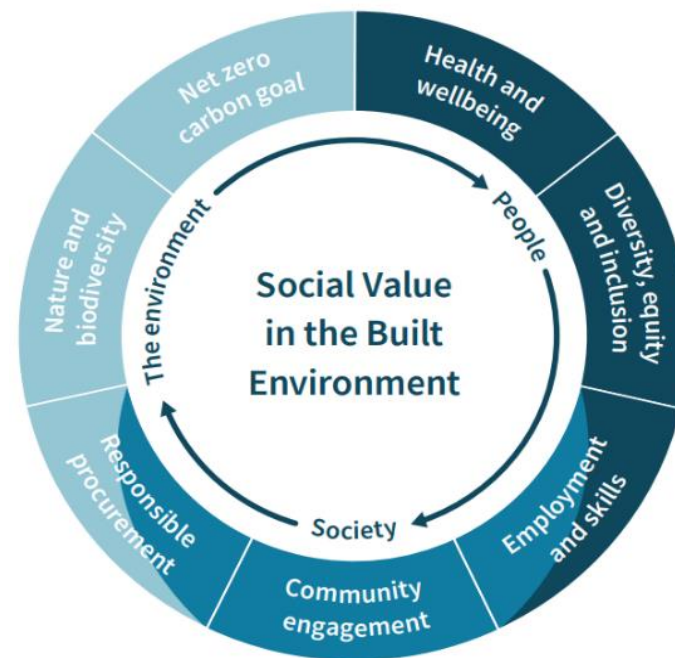 Social Value
in the Built
Environment
Health and
wellbeing
Diversity, equity
and inclusion
Employment
and skills
Community
engagement
Responsible
procurement
Nature and
biodiversity
Net zero
carbon goal
People
Society
The environment